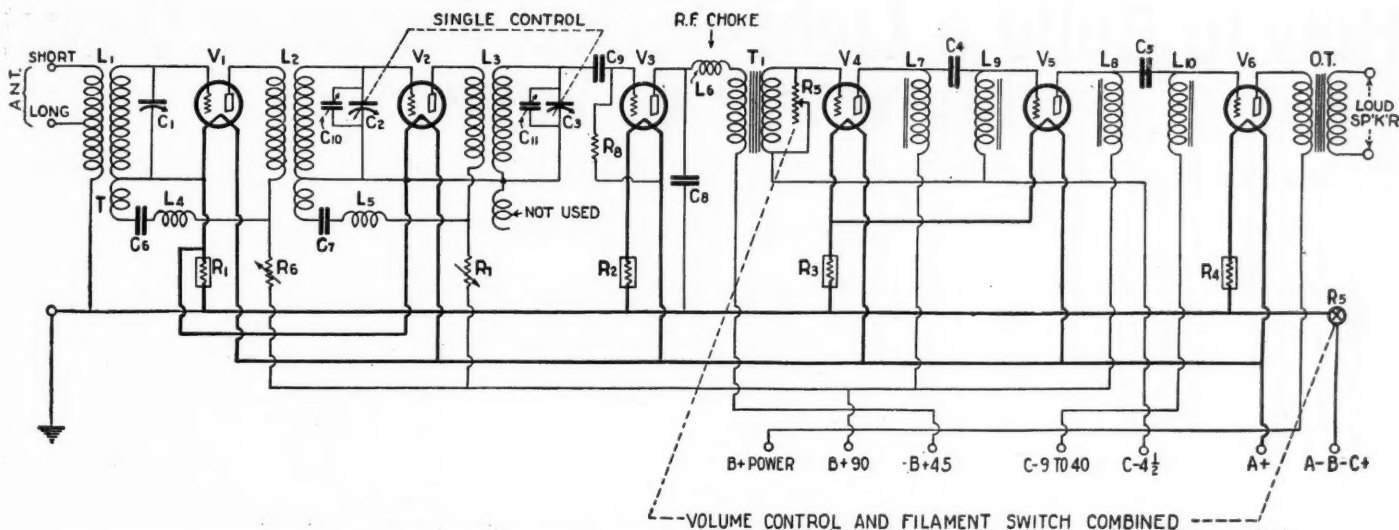 SINGLE CONTROL
R.F. CHOKE
ANT.
SHORT
LONG
L1
V1
L2
V2
L3
C9
V3
L6
T1
V4
L7
C4
L9
V5
L8
C5
L10
V6
O.T.
LOUD
SP'K'R
C1
C10
C2
C11
C3
R8
R5
C8
T
L4
C6
L5
C7
NOT USED
R1
R6
R7
R2
R3
R4
R5
B+POWER
B+90
-B+45
C-9 TO 40
C-4 1/2
A+
A-B-C+
VOLUME CONTROL AND FILAMENT SWITCH COMBINED